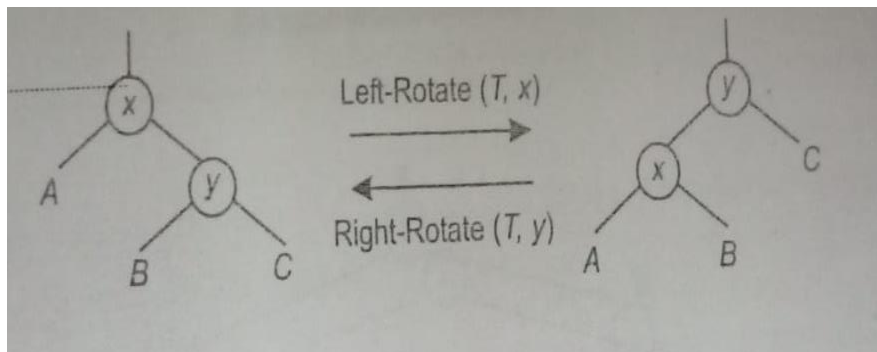 x
A
y
B
C
Left-Rotate (T, x)
Right-Rotate (T, y)
y
x
C
A
B